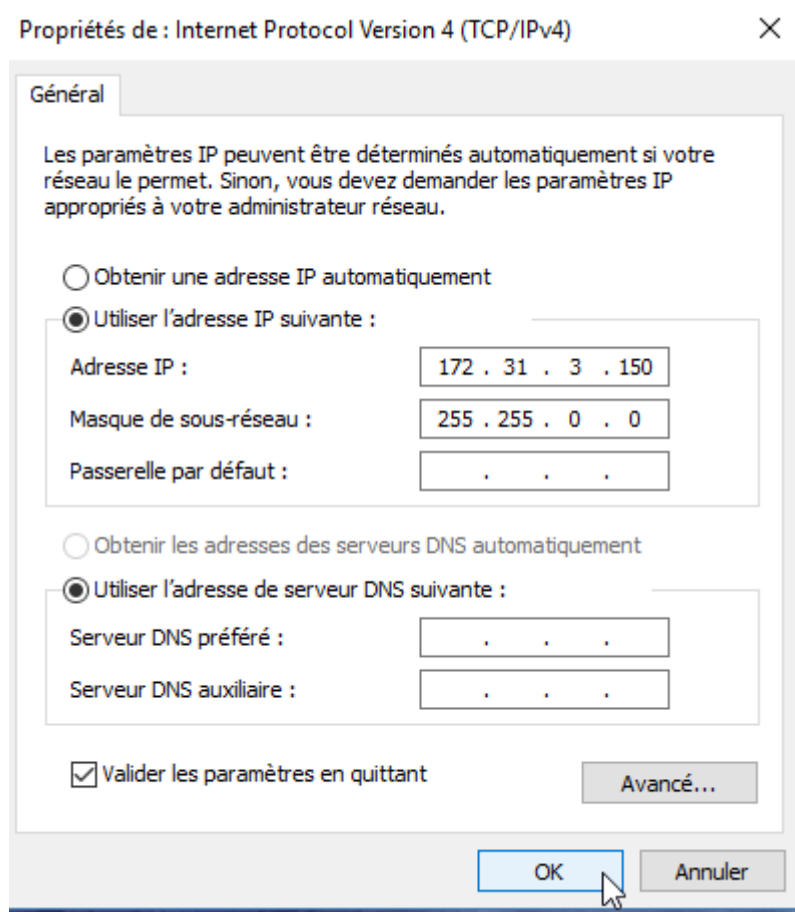 Propriétés de : Internet Protocol Version 4 (TCP/IPv4)
Général
Les paramètres IP peuvent être déterminés automatiquement si votre
réseau le permet. Sinon, vous devez demander les paramètres IP
appropriés à votre administrateur réseau.
Obtenir une adresse IP automatiquement
Utiliser l'adresse IP suivante :
Adresse IP : 172 . 31 . 3 . 150
Masque de sous-réseau : 255 . 255 . 0 . 0
Passerelle par défaut : . . .
Obtenir les adresses des serveurs DNS automatiquement
Utiliser l'adresse de serveur DNS suivante :
Serveur DNS préféré : . . .
Serveur DNS auxiliaire : . . .
Valider les paramètres en quittant
Avancé...
OK Annuler